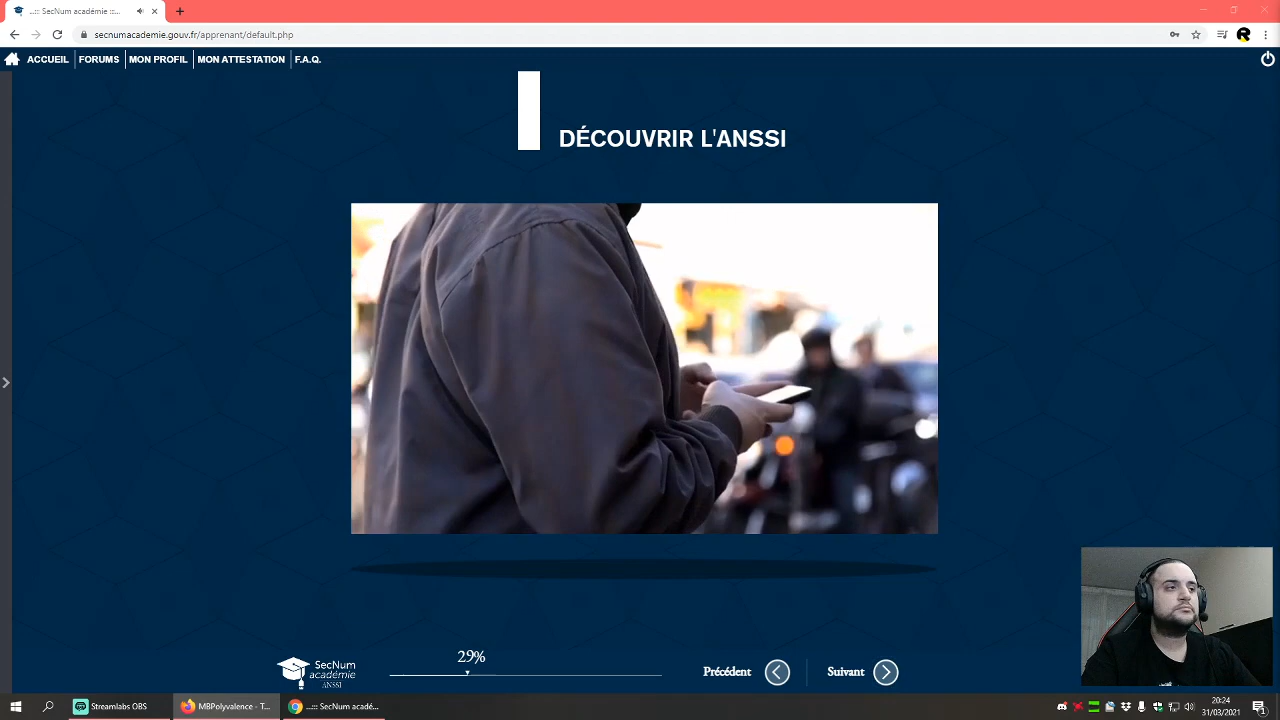 ...:: SecNum académie ::...
secnumacademie.gouv.fr/apprenant/default.php
ACCUEIL
FORUMS
MON PROFIL
MON ATTESTATION
F.A.Q.
DÉCOUVRIR L'ANSSI
29%
SecNum
académie
ANSSI
Précédent
Suivant
Streamlabs OBS
MBPolyvalence - T...
...:: SecNum acadé...
20:24
31/03/2021